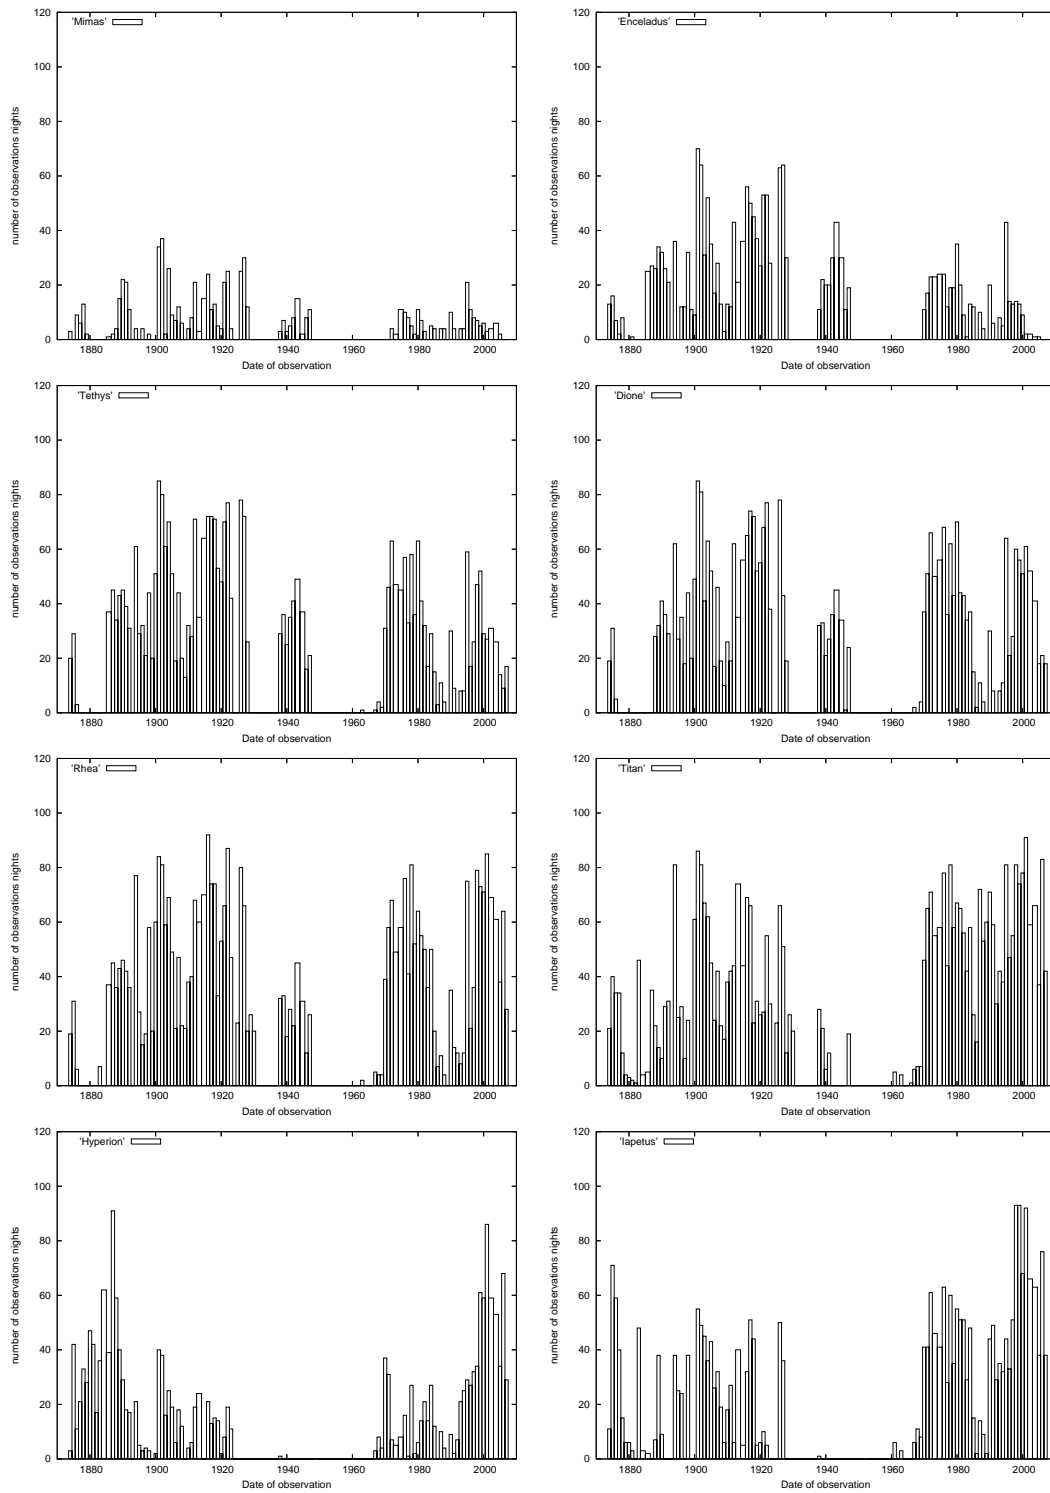 'Mimas'
120
100
80
60
40
20
0
number of observations nights
1880 1900 1920 1940 1960 1980 2000
Date of observation
'Enceladus'
120
100
80
60
40
20
0
number of observations nights
1880 1900 1920 1940 1960 1980 2000
Date of observation
'Tethys'
120
100
80
60
40
20
0
number of observations nights
1880 1900 1920 1940 1960 1980 2000
Date of observation
'Dione'
120
100
80
60
40
20
0
number of observations nights
1880 1900 1920 1940 1960 1980 2000
Date of observation
'Rhea'
120
100
80
60
40
20
0
number of observations nights
1880 1900 1920 1940 1960 1980 2000
Date of observation
'Titan'
120
100
80
60
40
20
0
number of observations nights
1880 1900 1920 1940 1960 1980 2000
Date of observation
'Hyperion'
120
100
80
60
40
20
0
number of observations nights
1880 1900 1920 1940 1960 1980 2000
Date of observation
'Iapetus'
120
100
80
60
40
20
0
number of observations nights
1880 1900 1920 1940 1960 1980 2000
Date of observation